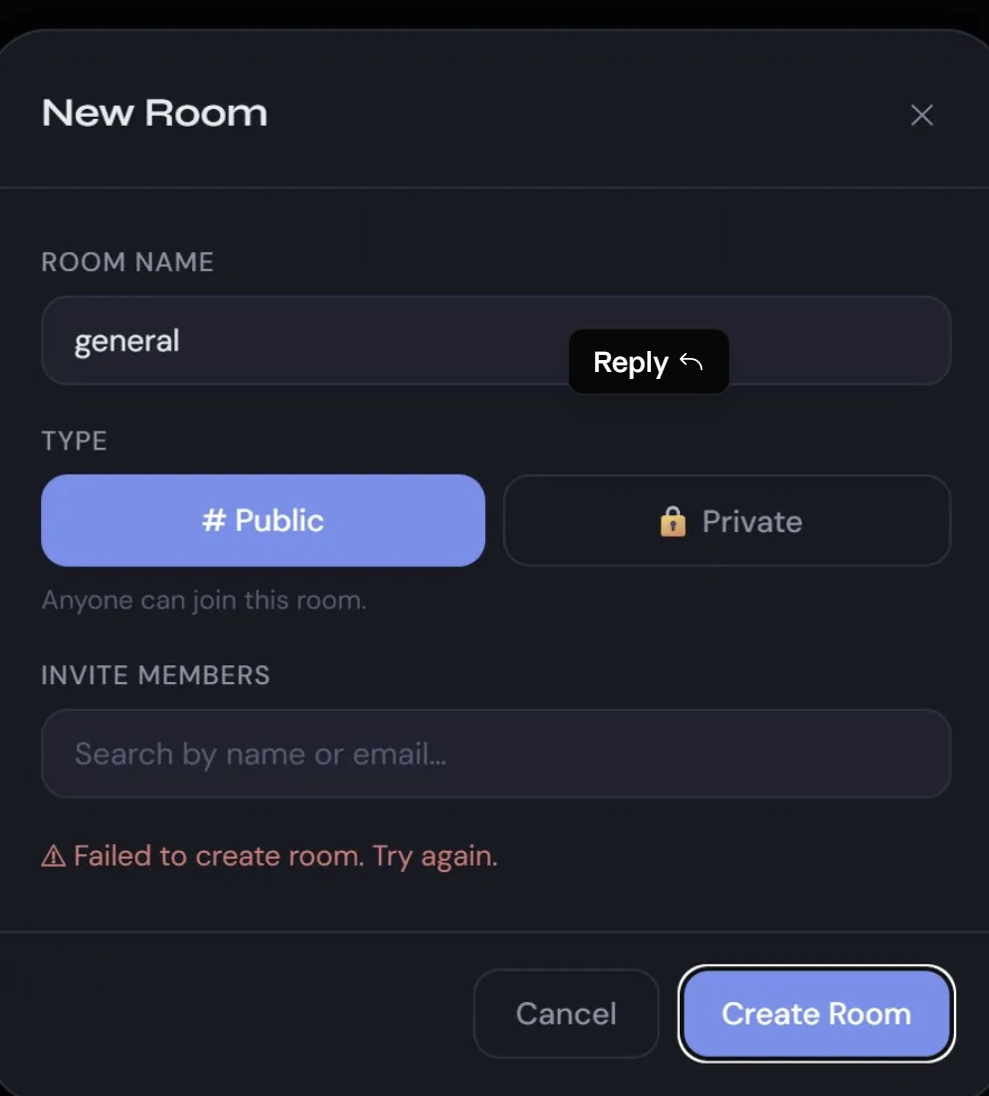 New Room
ROOM NAME
general
Reply
TYPE
# Public
Private
Anyone can join this room.
INVITE MEMBERS
Search by name or email...
Failed to create room. Try again.
Cancel
Create Room